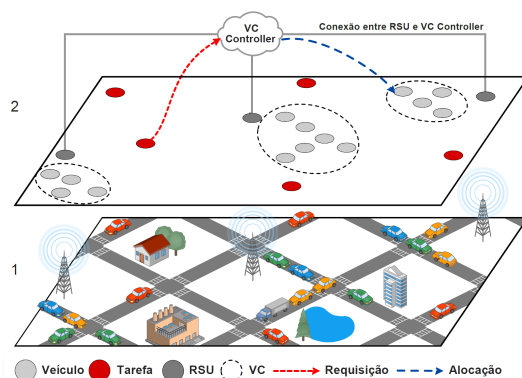 VC
Controller
Conexão entre RSU e VC Controller
2
1
Veículo
Tarefa
RSU
VC
Requisição
Alocação